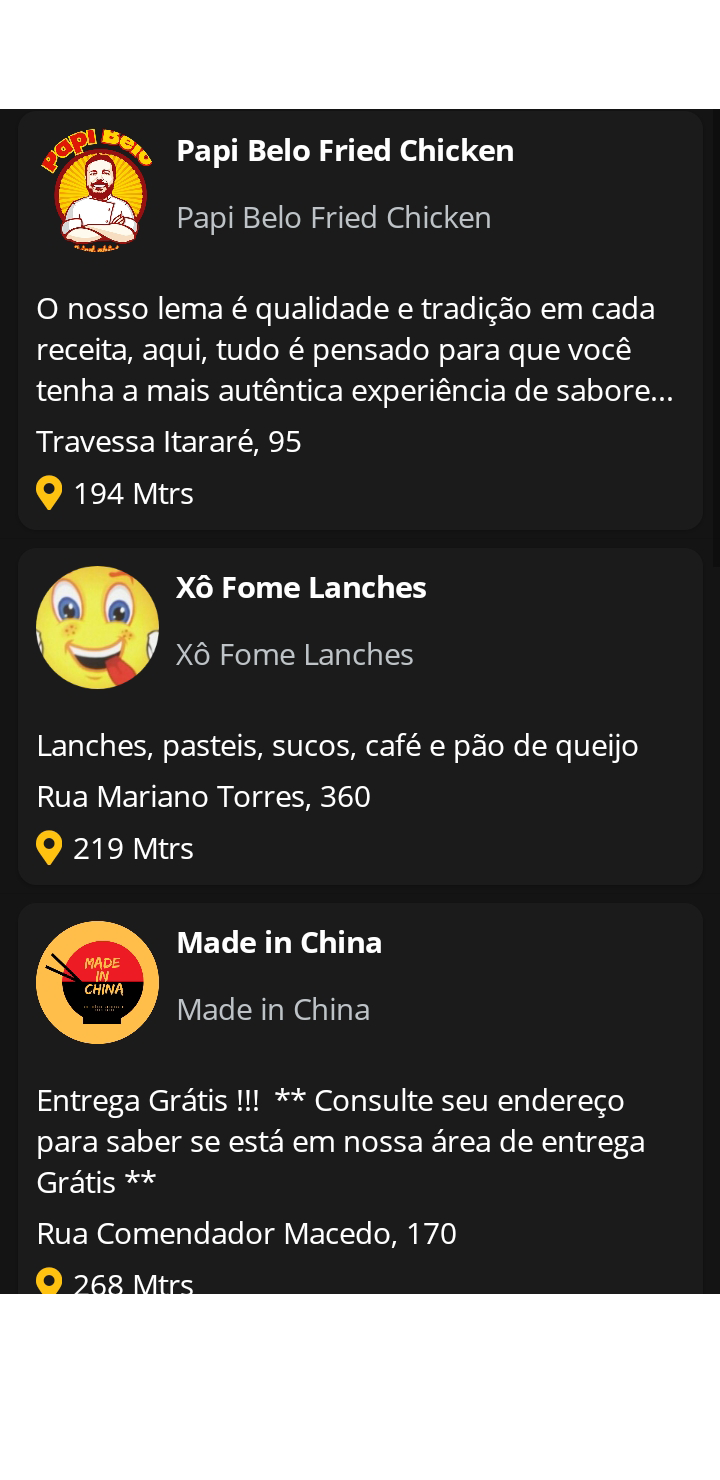 Papi Belo
Papi Belo Fried Chicken
Papi Belo Fried Chicken
O nosso lema é qualidade e tradição em cada
receita, aqui, tudo é pensado para que você
tenha a mais autêntica experiência de sabore...
Travessa Itararé, 95
194 Mtrs
Xô Fome Lanches
Xô Fome Lanches
Lanches, pasteis, sucos, café e pão de queijo
Rua Mariano Torres, 360
219 Mtrs
MADE
IN
CHINA
Made in China
Made in China
Entrega Grátis !!!  ** Consulte seu endereço
para saber se está em nossa área de entrega
Grátis **
Rua Comendador Macedo, 170
268 Mtrs